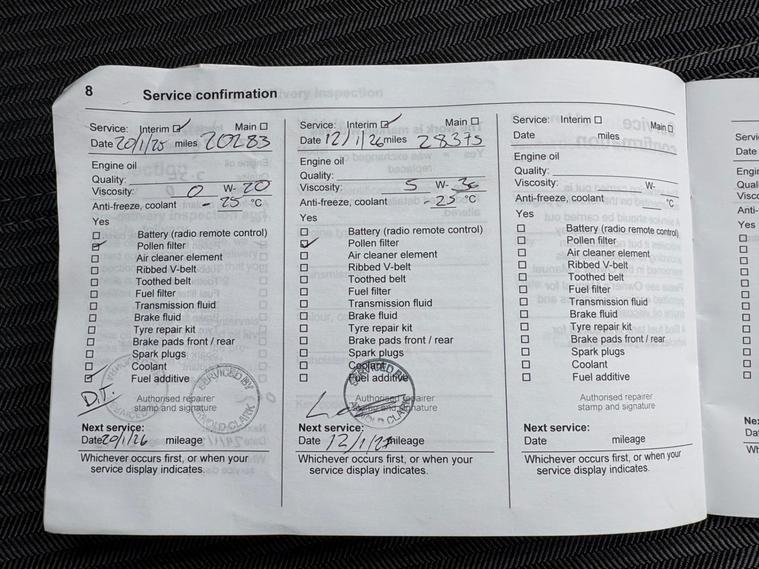 8 Service confirmation
Service: Interim ☑ Main ☐
Date 20/1/25 miles 20283
Engine oil
Quality:
Viscosity: 0 W- 20
Anti-freeze, coolant - 25 °C
Yes
☐ Battery (radio remote control)
☑ Pollen filter
☐ Air cleaner element
☐ Ribbed V-belt
☐ Toothed belt
☐ Fuel filter
☐ Transmission fluid
☐ Brake fluid
☐ Tyre repair kit
☐ Brake pads front / rear
☐ Spark plugs
☐ Coolant
☑ Fuel additive
D.T.
SERVICED BY
ARNOLD CLARK
Authorised repairer
stamp and signature
Next service:
Date 20/1/26 mileage
Whichever occurs first, or when your
service display indicates.
Service: Interim ☑ Main ☐
Date 12/1/26 miles 28375
Engine oil
Quality:
Viscosity: 5 W- 30
Anti-freeze, coolant - 25 °C
Yes
☐ Battery (radio remote control)
☑ Pollen filter
☐ Air cleaner element
☐ Ribbed V-belt
☐ Toothed belt
☐ Fuel filter
☐ Transmission fluid
☐ Brake fluid
☐ Tyre repair kit
☐ Brake pads front / rear
☐ Spark plugs
☐ Coolant
☐ Fuel additive
ARNOLD CLARK
Authorised repairer
stamp and signature
Next service:
Date 12/1/27 mileage
Whichever occurs first, or when your
service display indicates.
Service: Interim ☐ Main ☐
Date miles
Engine oil
Quality:
Viscosity: W-
Anti-freeze, coolant °C
Yes
☐ Battery (radio remote control)
☐ Pollen filter
☐ Air cleaner element
☐ Ribbed V-belt
☐ Toothed belt
☐ Fuel filter
☐ Transmission fluid
☐ Brake fluid
☐ Tyre repair kit
☐ Brake pads front / rear
☐ Spark plugs
☐ Coolant
☐ Fuel additive
Authorised repairer
stamp and signature
Next service:
Date mileage
Whichever occurs first, or when your
service display indicates.
Yes